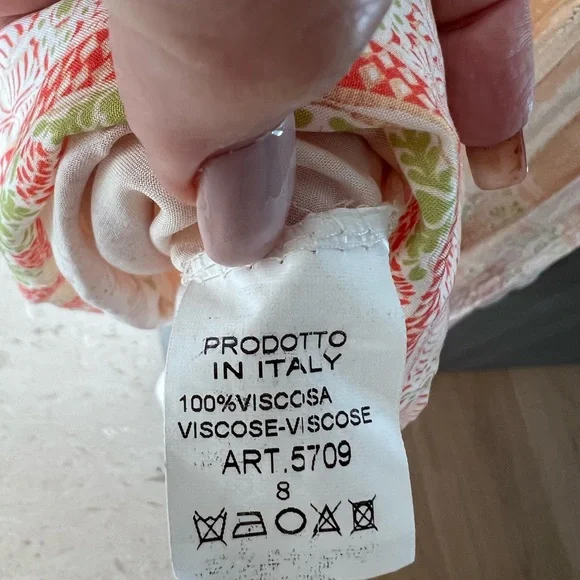 PRODOTTO
IN ITALY
100%VISCOSA
VISCOSE-VISCOSE
ART.5709
8